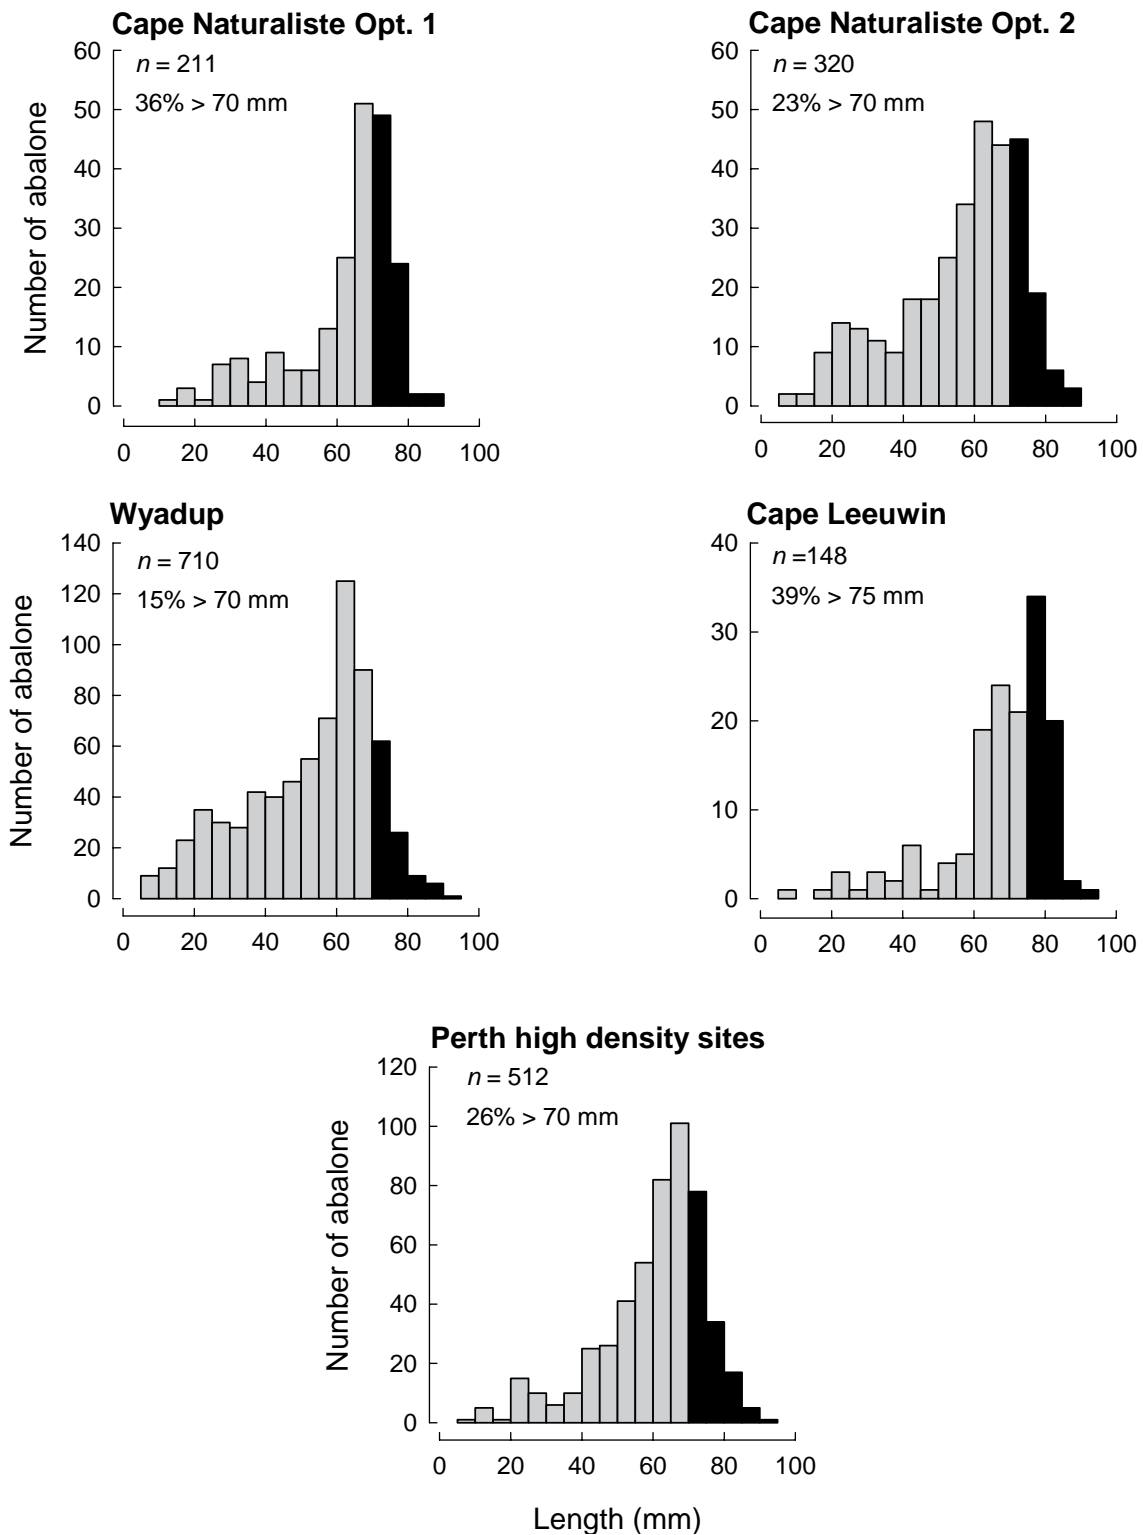 Cape Naturaliste Opt. 1
n = 211
36% > 70 mm
Number of abalone
60
50
40
30
20
10
0
0 20 40 60 80 100
Cape Naturaliste Opt. 2
n = 320
23% > 70 mm
60
50
40
30
20
10
0
0 20 40 60 80 100
Wyadup
n = 710
15% > 70 mm
Number of abalone
140
120
100
80
60
40
20
0
0 20 40 60 80 100
Cape Leeuwin
n =148
39% > 75 mm
40
30
20
10
0
0 20 40 60 80 100
Perth high density sites
n = 512
26% > 70 mm
Number of abalone
120
100
80
60
40
20
0
0 20 40 60 80 100
Length (mm)